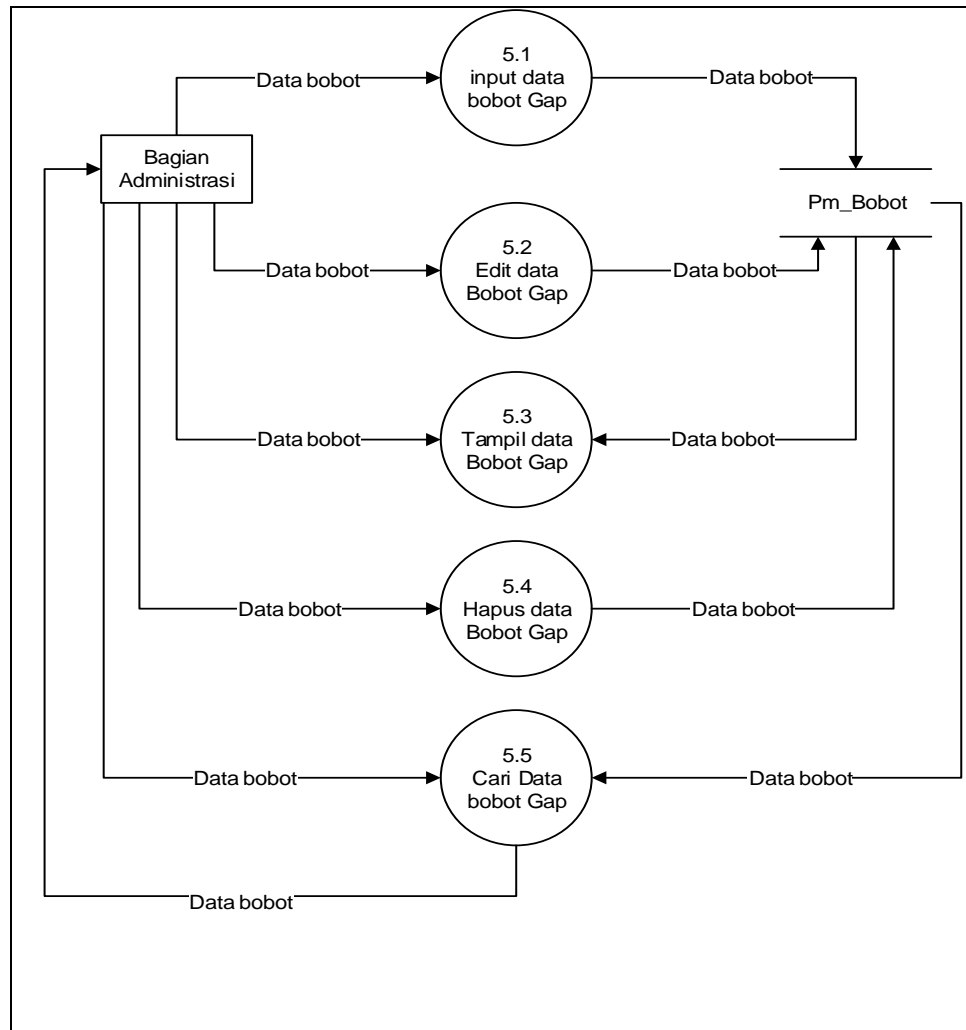 5.1
input data
bobot Gap
Data bobot
Data bobot
Bagian
Administrasi
Pm_Bobot
5.2
Edit data
Bobot Gap
Data bobot
Data bobot
5.3
Tampil data
Bobot Gap
Data bobot
Data bobot
5.4
Hapus data
Bobot Gap
Data bobot
Data bobot
5.5
Cari Data
bobot Gap
Data bobot
Data bobot
Data bobot